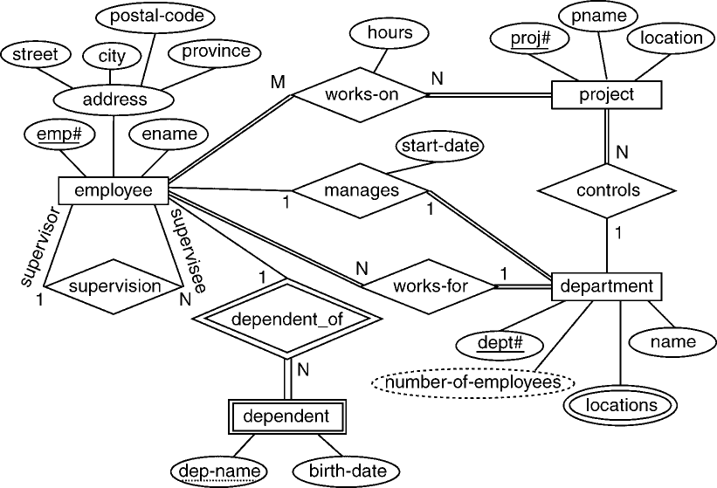 postal-code
pname
hours
street
city
province
proj#
location
address
M
works-on
N
project
emp#
ename
start-date
N
employee
1
manages
1
controls
supervisor
supervisee
1
1
supervision
N
1
N
works-for
1
department
dependent_of
dept#
name
N
number-of-employees
locations
dependent
dep-name
birth-date